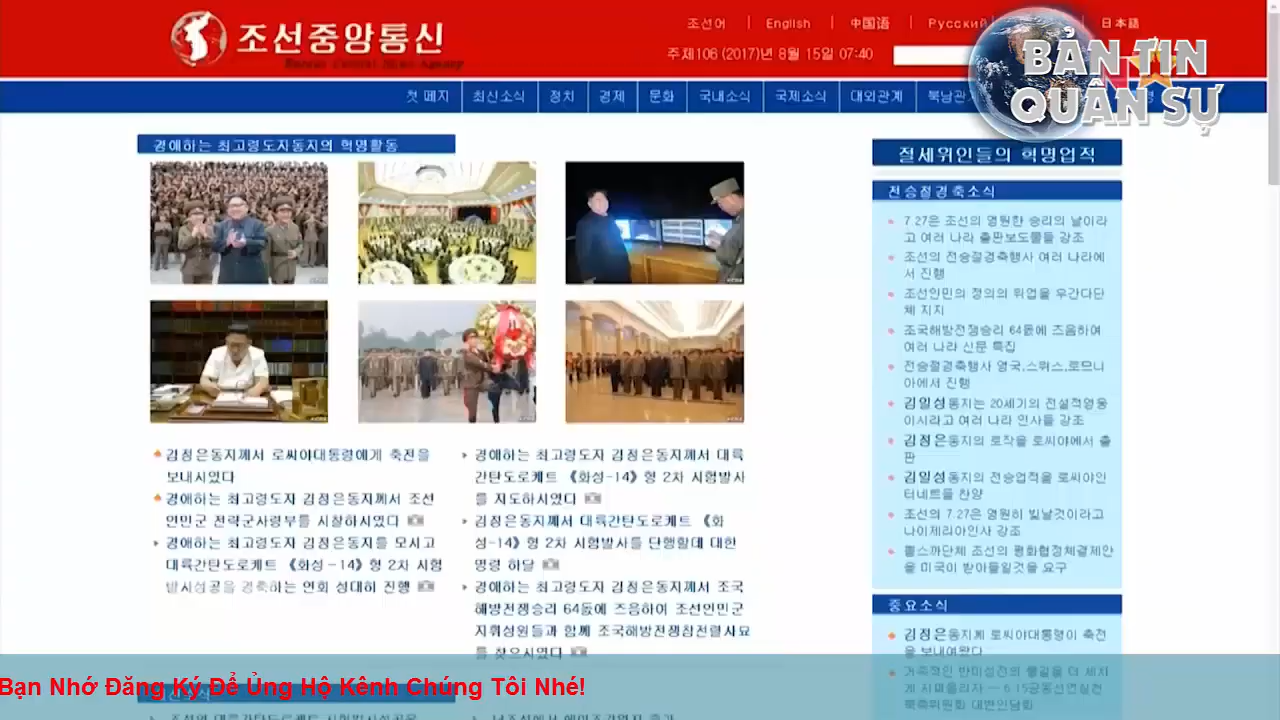 조선어 | English | 中国语 | Русский | 日本語
조선중앙통신
Korean Central News Agency
주체106 (2017)년 8월 15일 07:40
BẢN TIN
QUÂN SỰ
첫 페지 | 최신소식 | 정치 | 경제 | 문화 | 국내소식 | 국제소식 | 대외관계
경애하는 최고령도자동지의 혁명활동
김정은동지께서 로씨야대통령에게 축전을
보내시였다
경애하는 최고령도자 김정은동지께서 조선
인민군 전략군사령부를 시찰하시였다
경애하는 최고령도자 김정은동지를 모시고
대륙간탄도로케트 《화성-14》형 2차 시험
발사성공을 경축하는 연회 성대히 진행
경애하는 최고령도자 김정은동지께서 대륙
간탄도로케트 《화성-14》형 2차 시험발사
를 지도하시였다
김정은동지께서 대륙간탄도로케트 《화
성-14》형 2차 시험발사를 단행할데 대한
명령 하달
경애하는 최고령도자 김정은동지께서 조국
해방전쟁승리 64돐에 즈음하여 조선인민군
지휘성원들과 함께 조국해방전쟁참전렬사묘
를 찾으시였다
절세위인들의 혁명업적
전승절경축소식
7.27은 조선의 영원한 승리의 날이라
고 여러 나라 출판보도물들 강조
조선의 전승절경축행사 여러 나라에
서 진행
조선인민의 정의의 위업을 우간다단
체 지지
조국해방전쟁승리 64돐에 즈음하여
여러 나라 신문 특집
전승절경축행사 영국,스위스,로므니
아에서 진행
김일성동지는 20세기의 전설적영웅
이시라고 여러 나라 인사들 강조
김정은동지의 로작을 로씨야에서 출
판
김일성동지의 전승업적을 로씨야인
터네트들 찬양
조선의 7.27은 영원히 빛날것이라고
나이제리아인사 강조
쁠스까단체 조선의 평화협정체결제안
을 미국이 받아들일것을 요구
중요소식
김정은동지께 로씨야대통령이 축전
을 보내여왔다
Bạn Nhớ Đăng Ký Để Ủng Hộ Kênh Chúng Tôi Nhé!